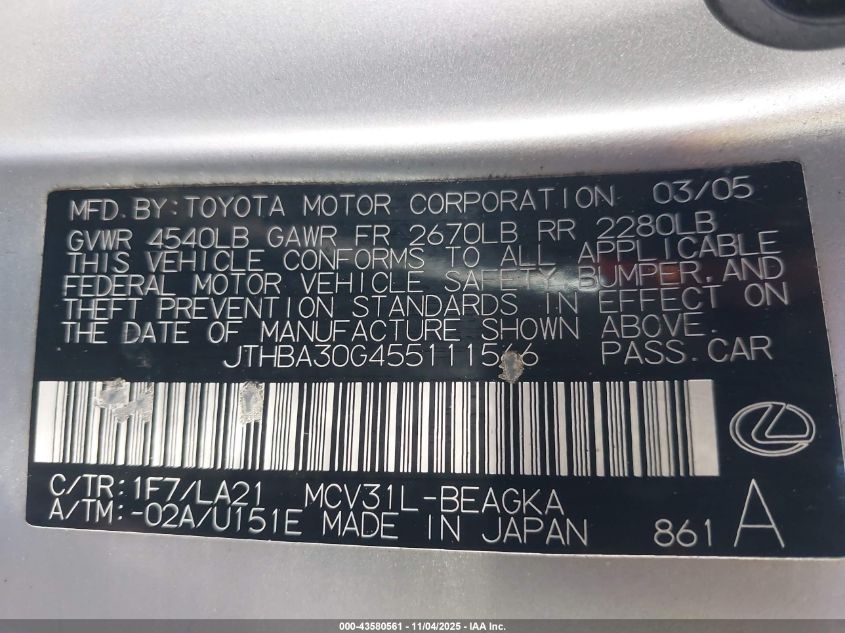 MFD. BY: TOYOTA MOTOR CORPORATION 03/05
GVWR 4540LB GAWR FR 2670LB RR 2280LB
THIS VEHICLE CONFORMS TO ALL APPLICABLE
FEDERAL MOTOR VEHICLE SAFETY, BUMPER, AND
THEFT PREVENTION STANDARDS IN EFFECT ON
THE DATE OF MANUFACTURE SHOWN ABOVE.
JTHBA30G455111566 PASS. CAR
C/TR: 1F7/LA21 MCV31L-BEAGKA
A/TM: -02A/U151E MADE IN JAPAN 861 A
000-43580561 - 11/04/2025 - IAA Inc.